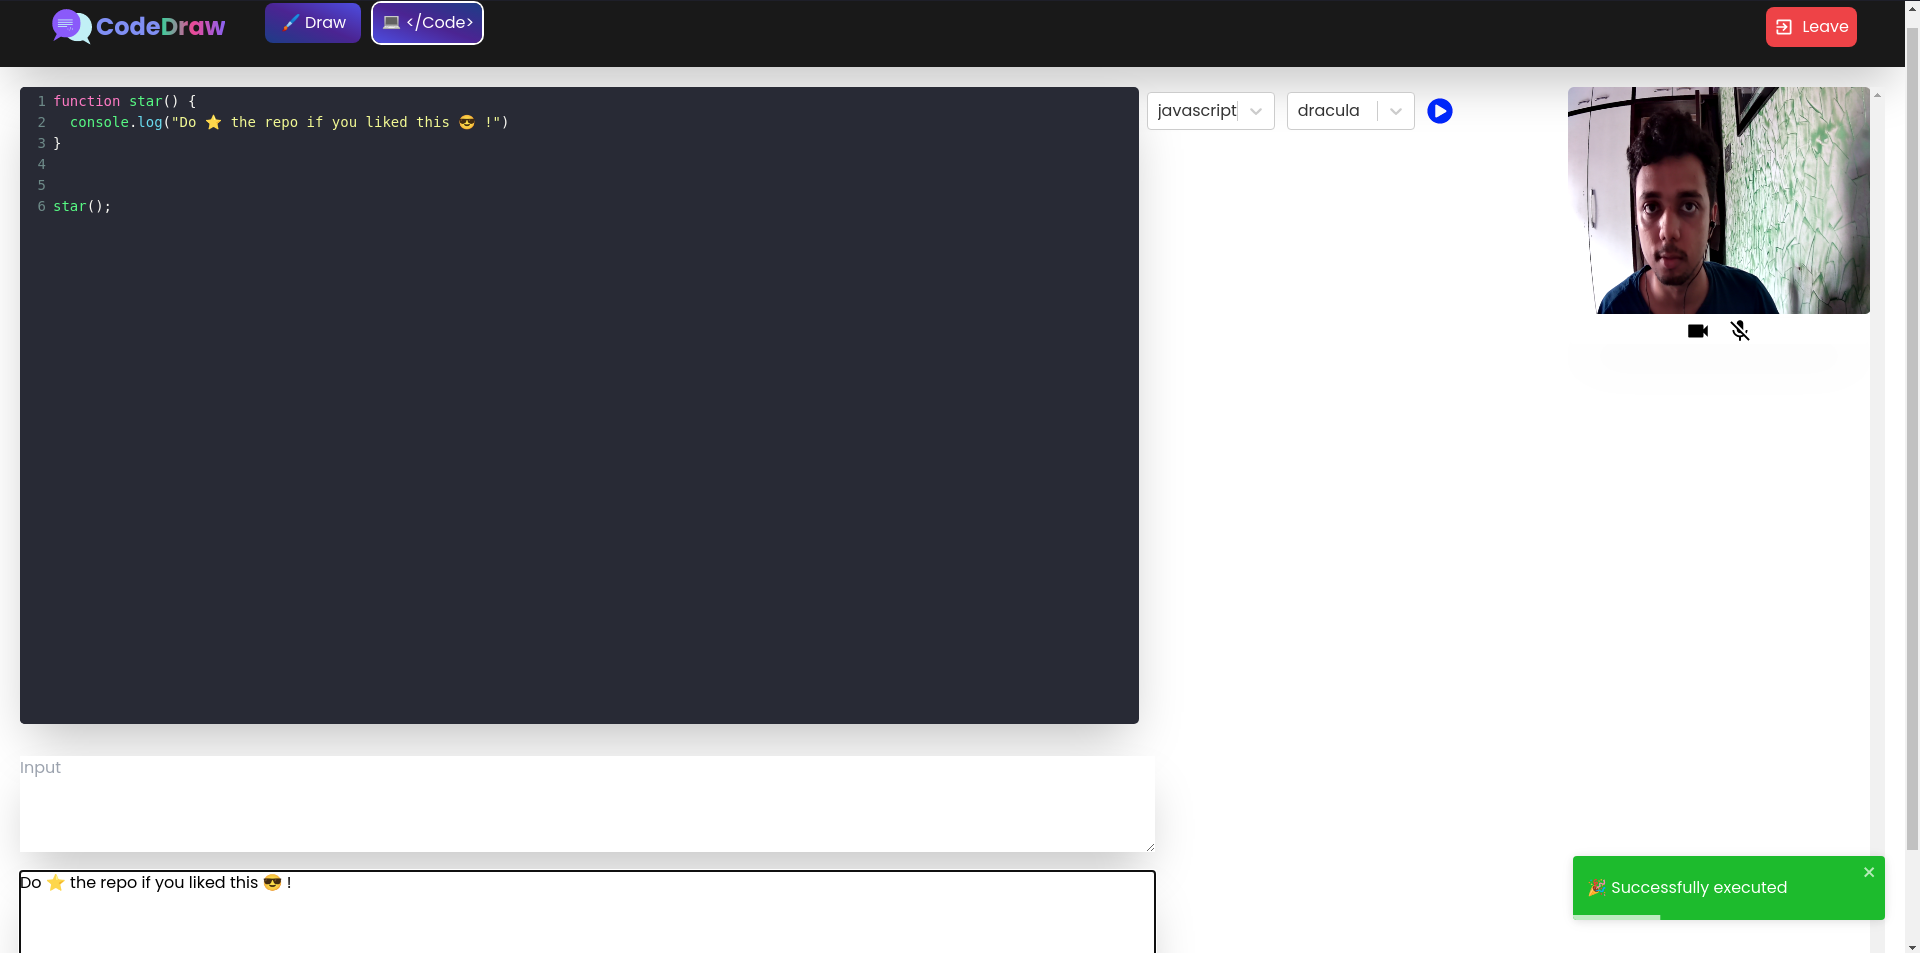 CodeDraw
🖌️ Draw
💻 </Code>
Leave
1 function star() {
2   console.log("Do ⭐ the repo if you liked this 😎 !")
3 }
4
5
6 star();
javascript
dracula
Input
Do ⭐ the repo if you liked this 😎 !
🎉 Successfully executed